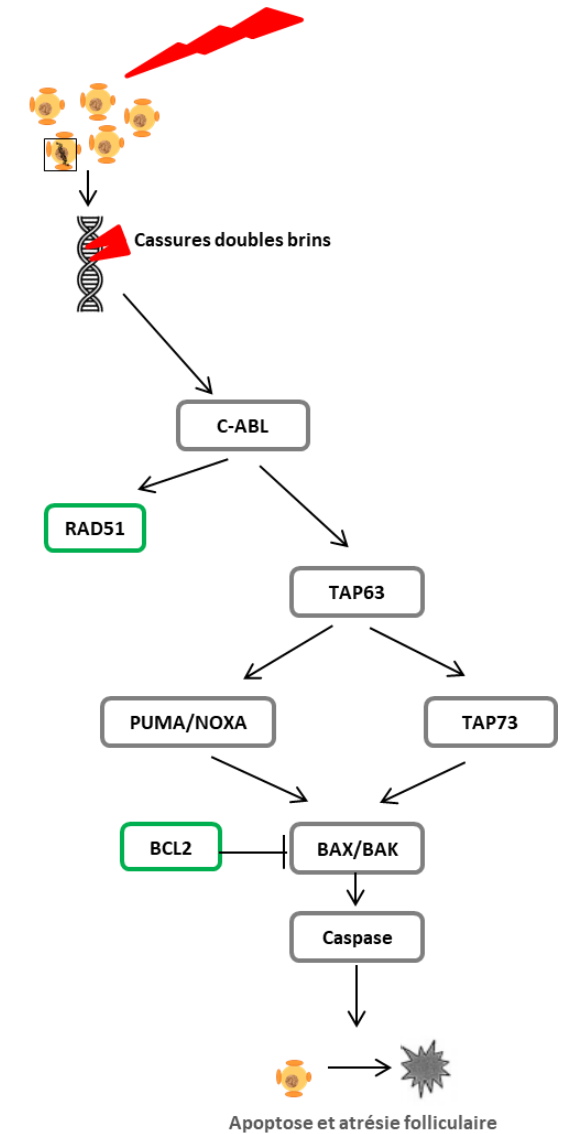 Cassures doubles brins
C-ABL
RAD51
TAP63
PUMA/NOXA
TAP73
BCL2
BAX/BAK
Caspase
Apoptose et atrésie folliculaire